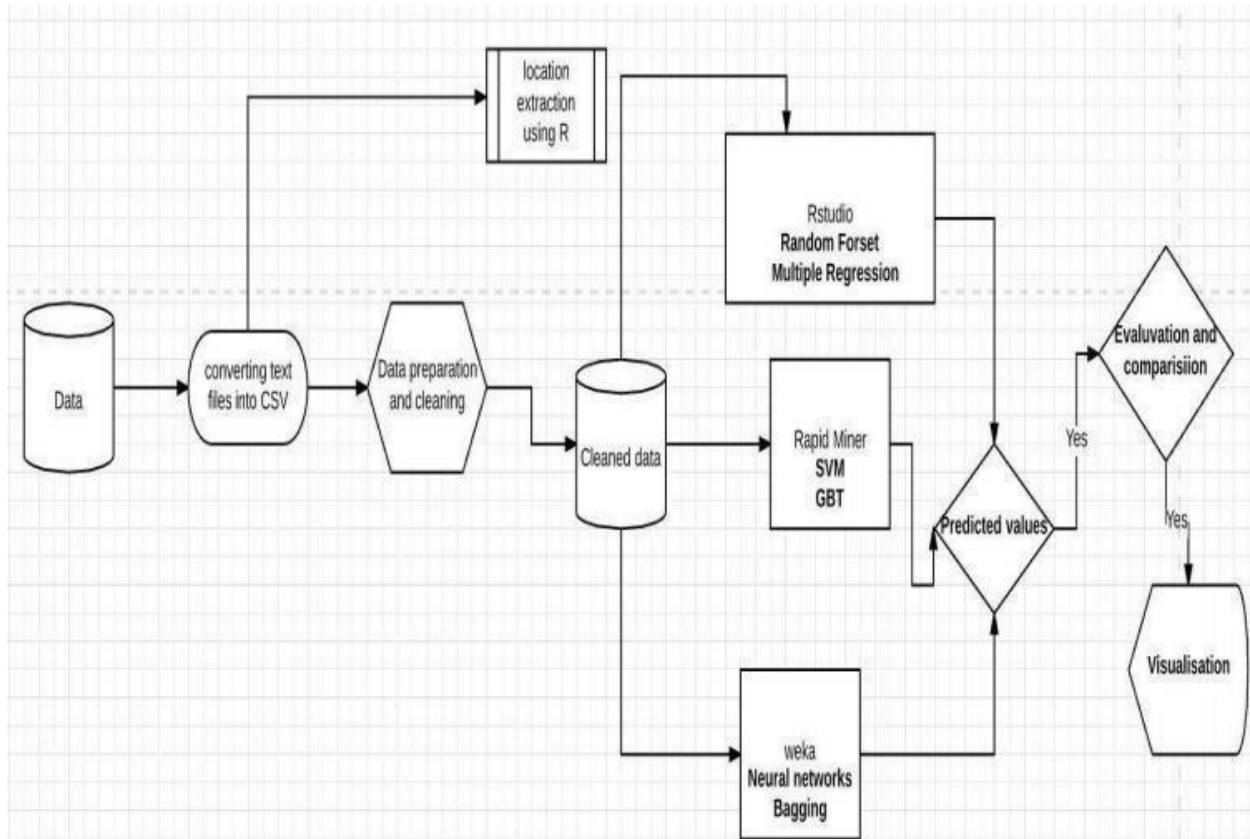 location
extraction
using R
Rstudio
Random Forset
Multiple Regression
Data
converting text
files into CSV
Data preparation
and cleaning
Cleaned data
Rapid Miner
SVM
GBT
Predicted values
Yes
Evaluvation and
comparisiion
Yes
Visualisation
weka
Neural networks
Bagging